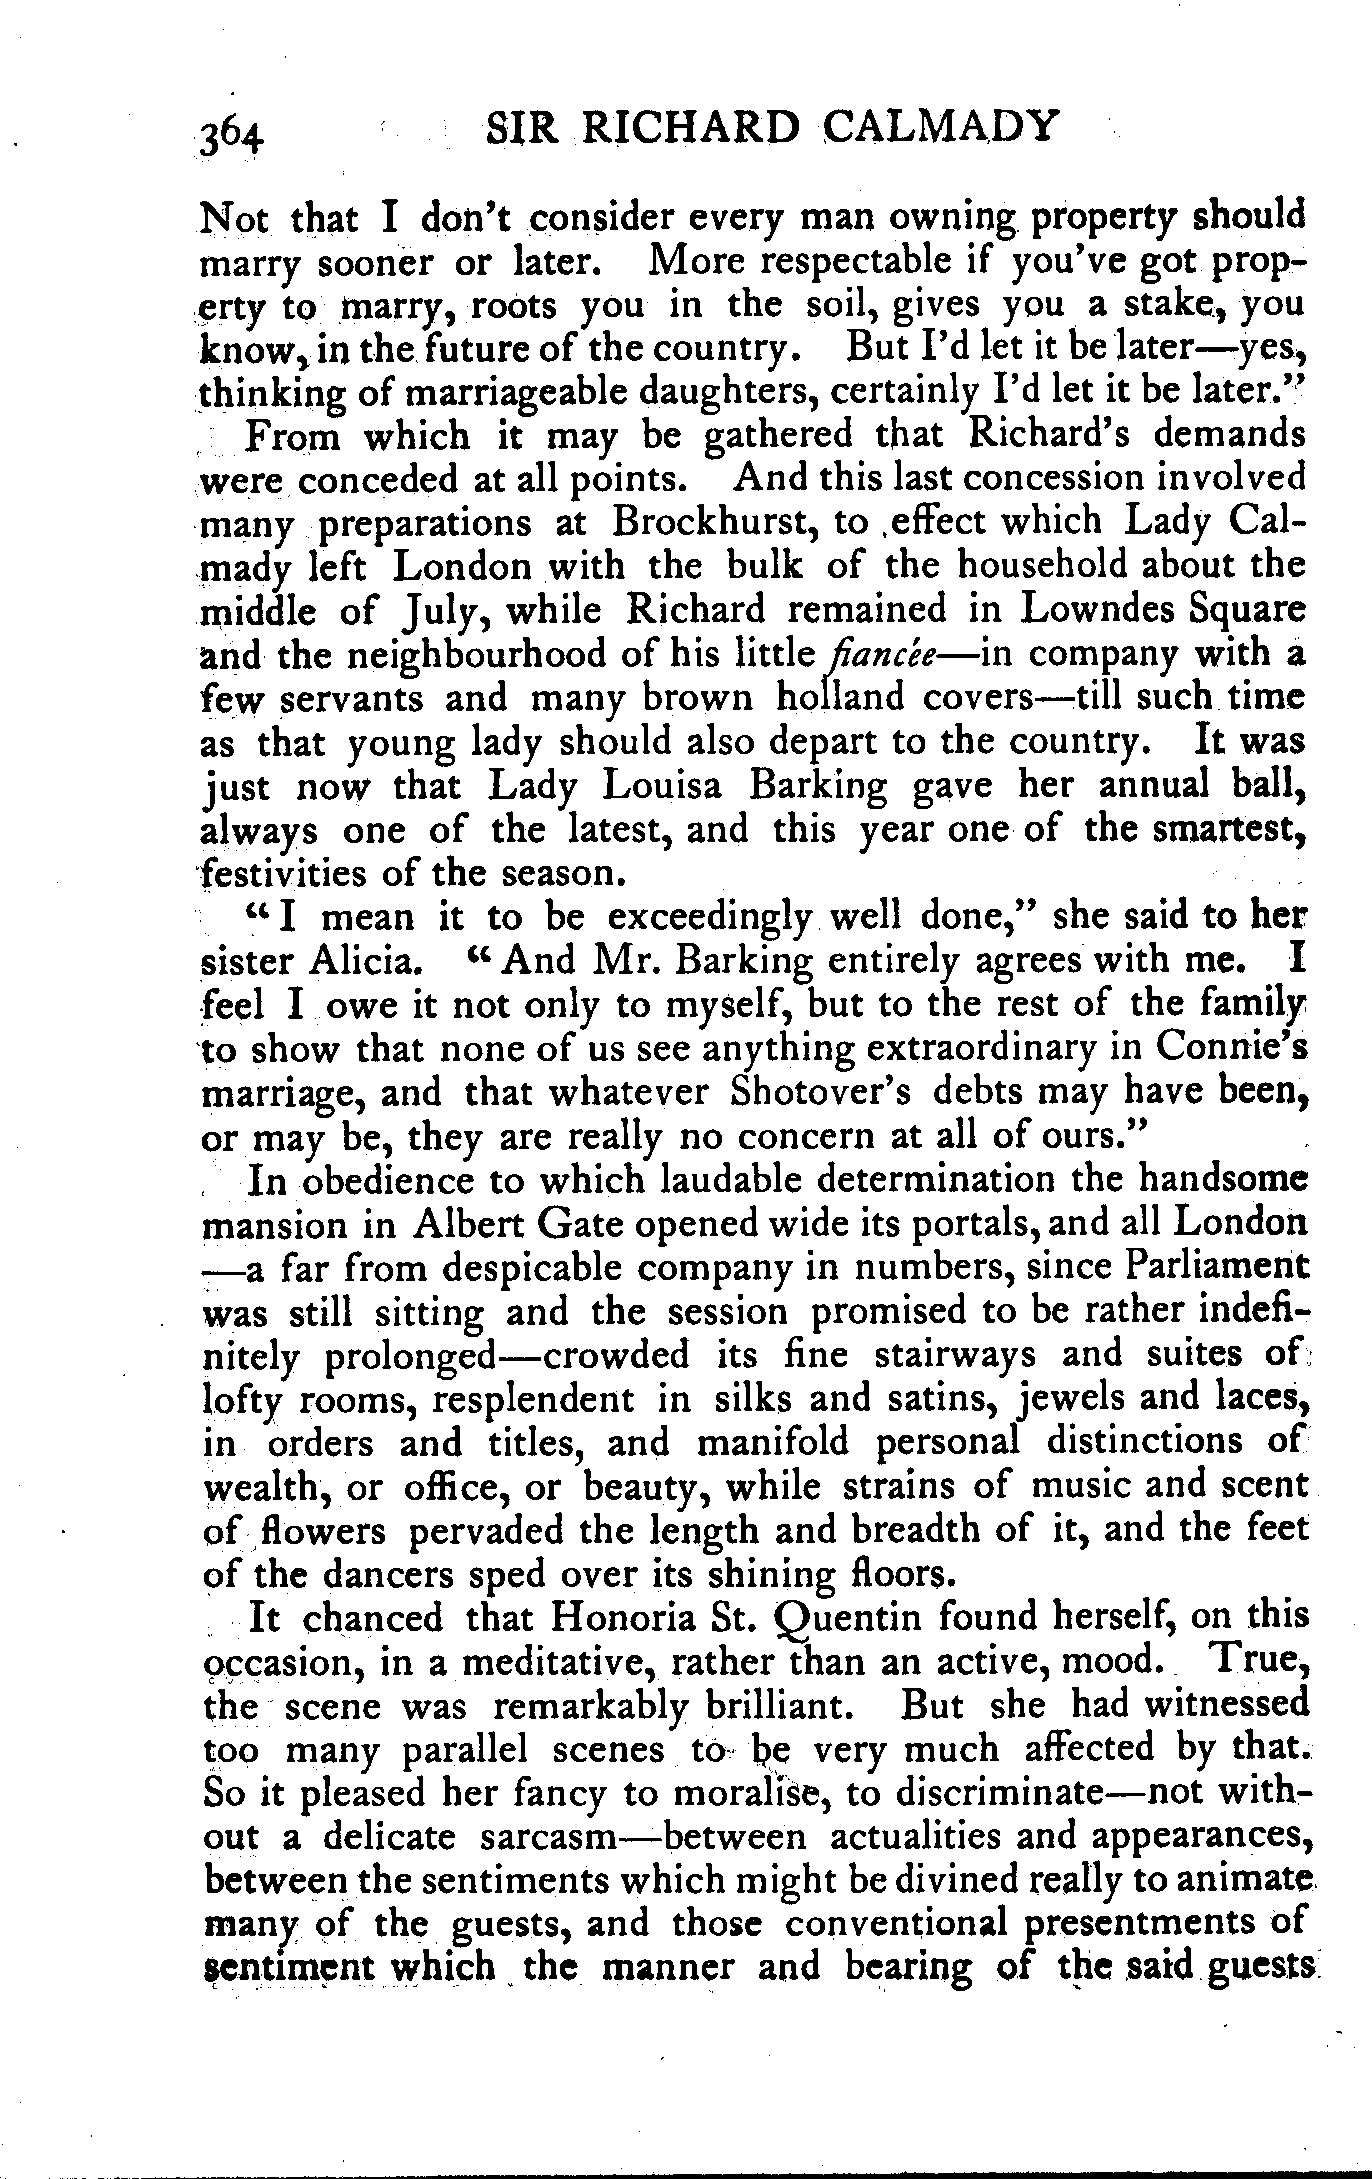 364 SIR RICHARD CALMADY
Not that I don't consider every man owning property should
marry sooner or later. More respectable if you've got prop-
erty to marry, roots you in the soil, gives you a stake, you
know, in the future of the country. But I'd let it be later—yes,
thinking of marriageable daughters, certainly I'd let it be later."
From which it may be gathered that Richard's demands
were conceded at all points. And this last concession involved
many preparations at Brockhurst, to effect which Lady Cal-
mady left London with the bulk of the household about the
middle of July, while Richard remained in Lowndes Square
and the neighbourhood of his little fiancée—in company with a
few servants and many brown holland covers—till such time
as that young lady should also depart to the country. It was
just now that Lady Louisa Barking gave her annual ball,
always one of the latest, and this year one of the smartest,
festivities of the season.
"I mean it to be exceedingly well done," she said to her
sister Alicia. "And Mr. Barking entirely agrees with me. I
feel I owe it not only to myself, but to the rest of the family
to show that none of us see anything extraordinary in Connie's
marriage, and that whatever Shotover's debts may have been,
or may be, they are really no concern at all of ours."
In obedience to which laudable determination the handsome
mansion in Albert Gate opened wide its portals, and all London
—a far from despicable company in numbers, since Parliament
was still sitting and the session promised to be rather indefi-
nitely prolonged—crowded its fine stairways and suites of
lofty rooms, resplendent in silks and satins, jewels and laces,
in orders and titles, and manifold personal distinctions of
wealth, or office, or beauty, while strains of music and scent
of flowers pervaded the length and breadth of it, and the feet
of the dancers sped over its shining floors.
It chanced that Honoria St. Quentin found herself, on this
occasion, in a meditative, rather than an active, mood. True,
the scene was remarkably brilliant. But she had witnessed
too many parallel scenes to be very much affected by that.
So it pleased her fancy to moralise, to discriminate—not with-
out a delicate sarcasm—between actualities and appearances,
between the sentiments which might be divined really to animate
many of the guests, and those conventional presentments of
sentiment which the manner and bearing of the said guests